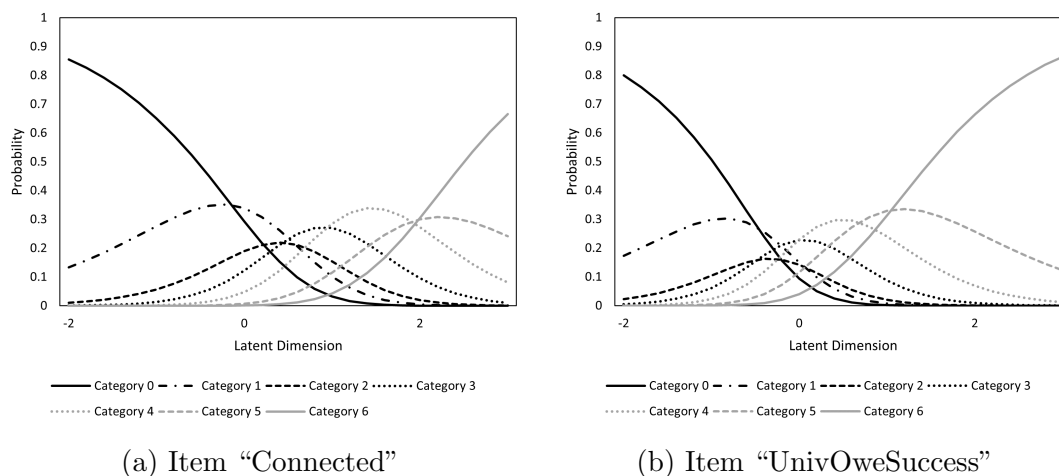 1
0.9
0.8
0.7
0.6
0.5
0.4
0.3
0.2
0.1
0
Probability
-2 0 2
Latent Dimension
Category 0 Category 1 Category 2 Category 3
Category 4 Category 5 Category 6
(a) Item “Connected”
1
0.9
0.8
0.7
0.6
0.5
0.4
0.3
0.2
0.1
0
Probability
-2 0 2
Latent Dimension
Category 0 Category 1 Category 2 Category 3
Category 4 Category 5 Category 6
(b) Item “UnivOweSuccess”